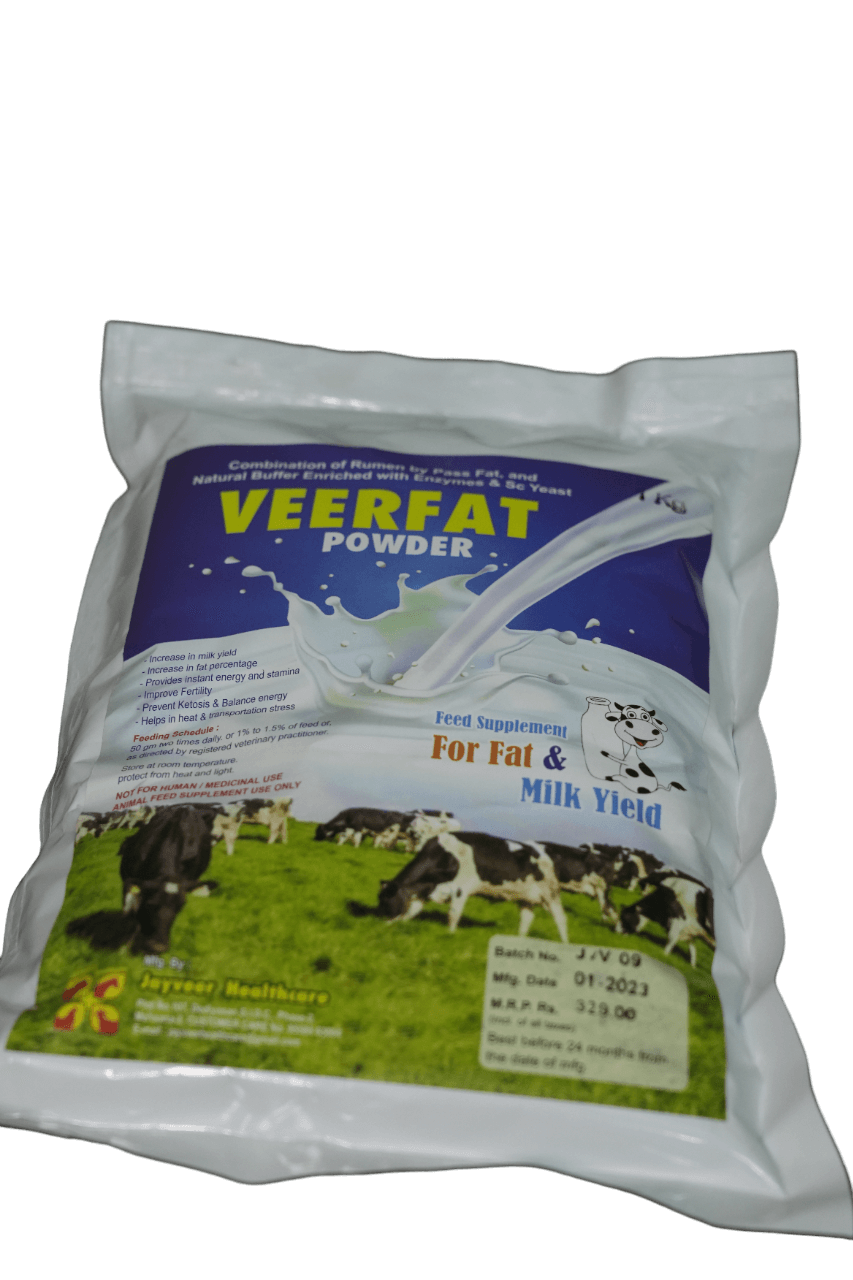 Combination of Rumen by Pass Fat, and
Natural Buffer Enriched with Enzymes & Sc Yeast
1 Kg
VEERFAT
POWDER
- Increase in milk yield
- Increase in fat percentage
- Provides instant energy and stamina
- Improve Fertility
- Prevent Ketosis & Balance energy
- Helps in heat & transportation stress
Feeding Schedule :
50 gm two times daily, or 1% to 1.5% of feed or,
as directed by registered veterinary practitioner.
Store at room temperature.
protect from heat and light.
NOT FOR HUMAN / MEDICINAL USE
ANIMAL FEED SUPPLEMENT USE ONLY
Feed Supplement
For Fat &
Milk Yield
Mfg. By :
Jayveer Healthcare
Batch No. 09
Mfg. Date 01-2023
M.R.P. Rs. 329.00
(incl. of all taxes)
Best before 24 months from
the date of mfg.